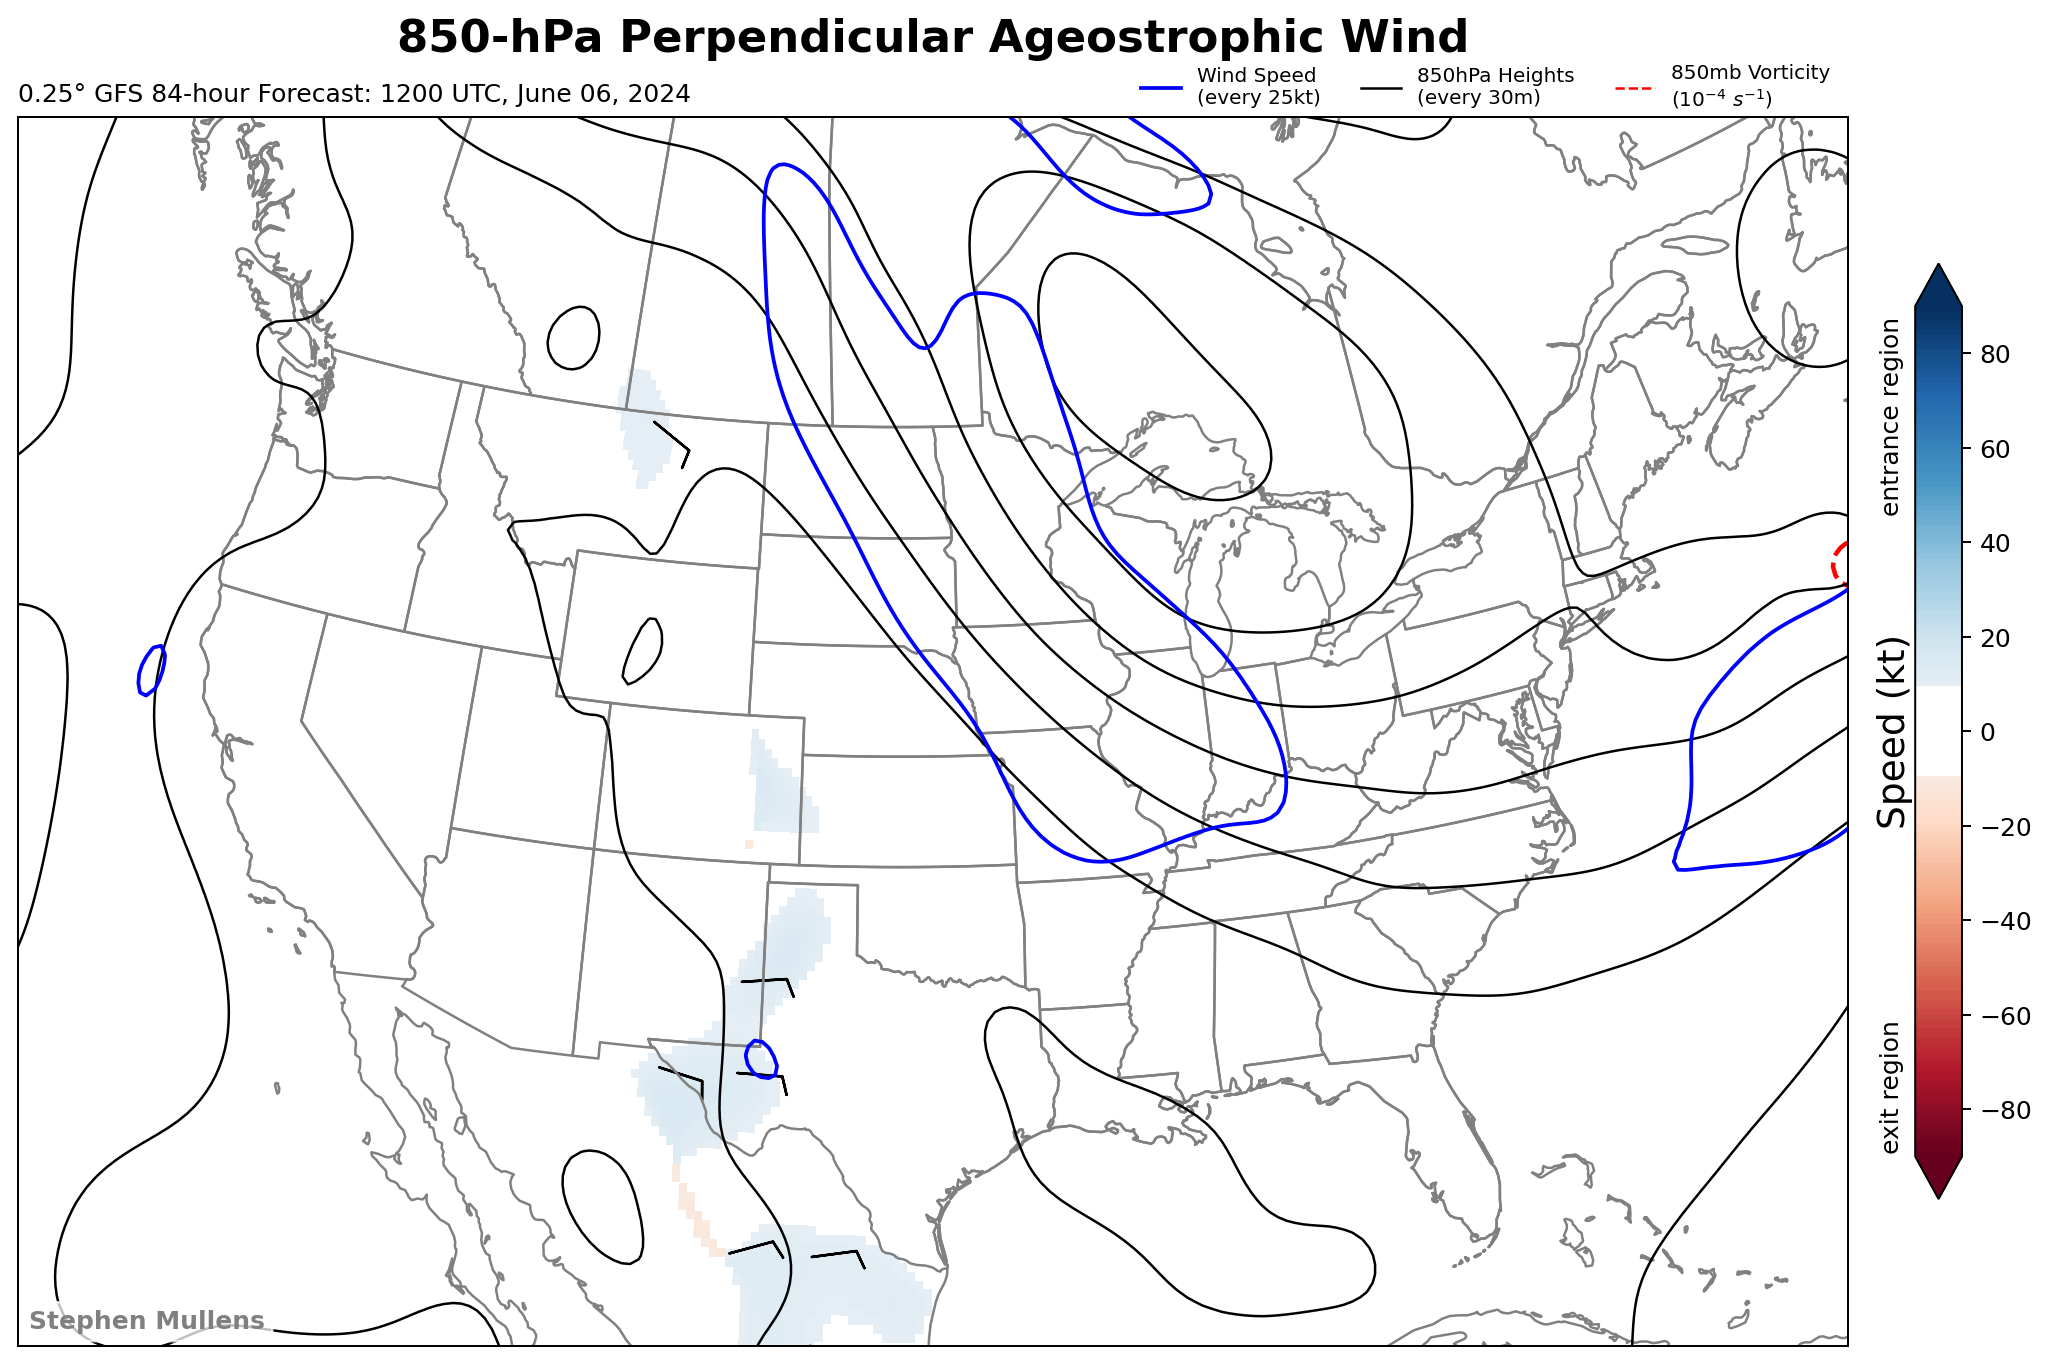 850-hPa Perpendicular Ageostrophic Wind
0.25° GFS 84-hour Forecast: 1200 UTC, June 06, 2024
Wind Speed
(every 25kt)
850hPa Heights
(every 30m)
850mb Vorticity
(10⁻⁴ s⁻¹)
entrance region
Speed (kt)
exit region
80
60
40
20
0
−20
−40
−60
−80
Stephen Mullens